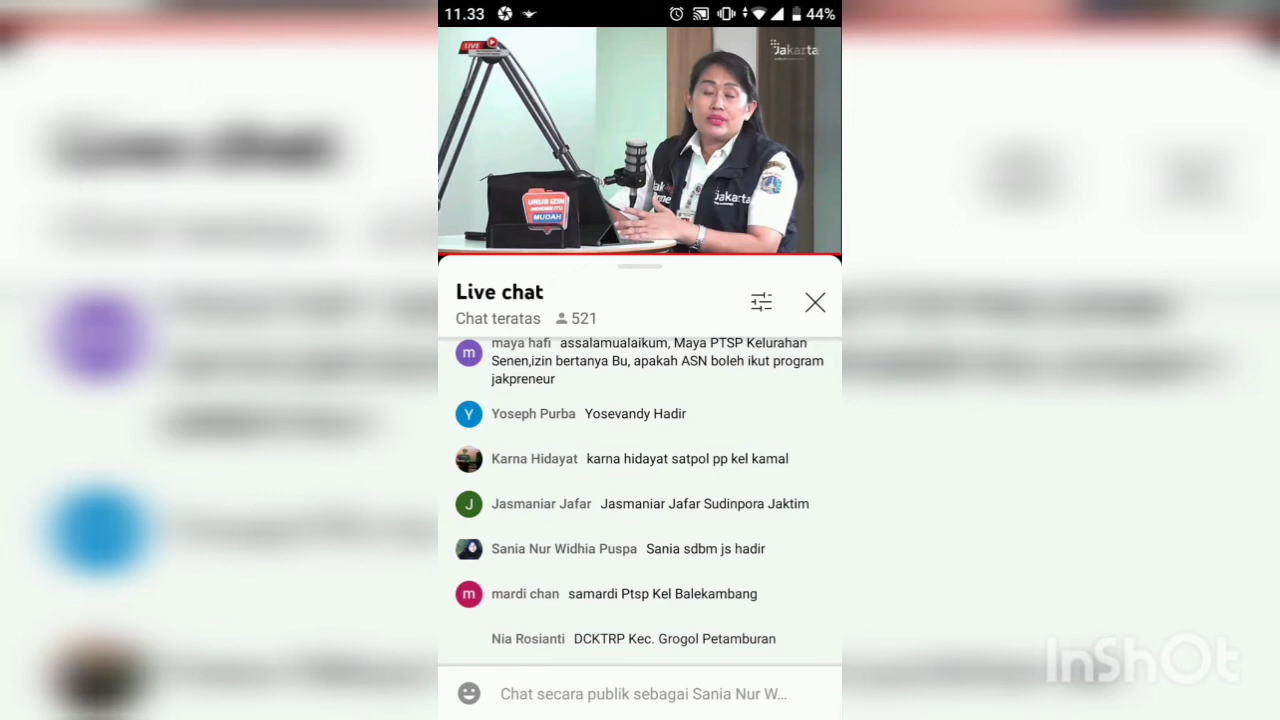 11.33
44%
LIVE
Jakarta
URUS IZIN
MUDAH
Jakarta
Live chat
Chat teratas 521
maya hafi assalamualaikum, Maya PTSP Kelurahan
Senen,izin bertanya Bu, apakah ASN boleh ikut program
jakpreneur
Yoseph Purba Yosevandy Hadir
Karna Hidayat karna hidayat satpol pp kel kamal
Jasmaniar Jafar Jasmaniar Jafar Sudinpora Jaktim
Sania Nur Widhia Puspa Sania sdbm js hadir
mardi chan samardi Ptsp Kel Balekambang
Nia Rosianti DCKTRP Kec. Grogol Petamburan
Chat secara publik sebagai Sania Nur W...
InShOt